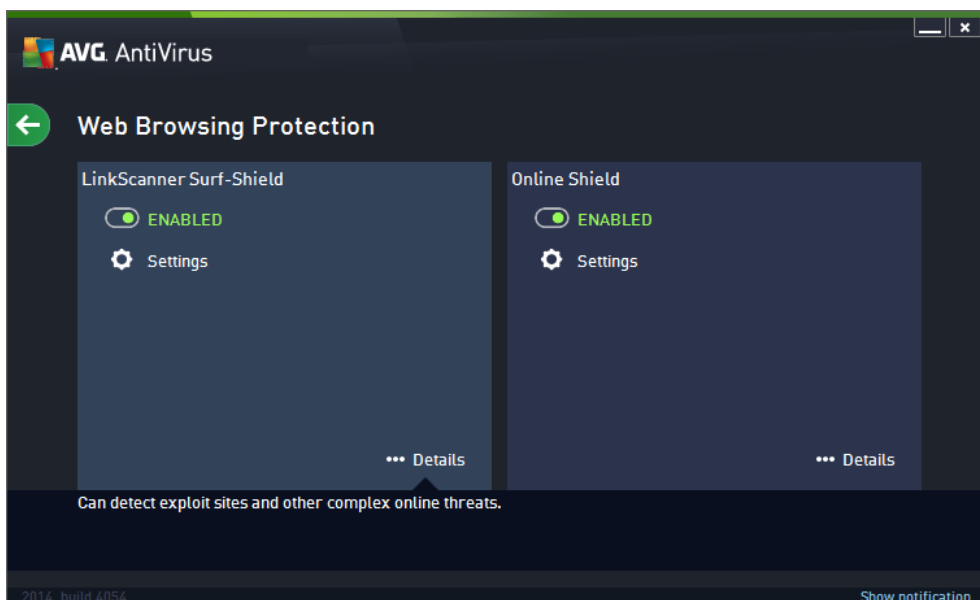 AVG. AntiVirus
Web Browsing Protection
LinkScanner Surf-Shield
ENABLED
Settings
••• Details
Online Shield
ENABLED
Settings
••• Details
Can detect exploit sites and other complex online threats.
2014 build 4054
Show notification